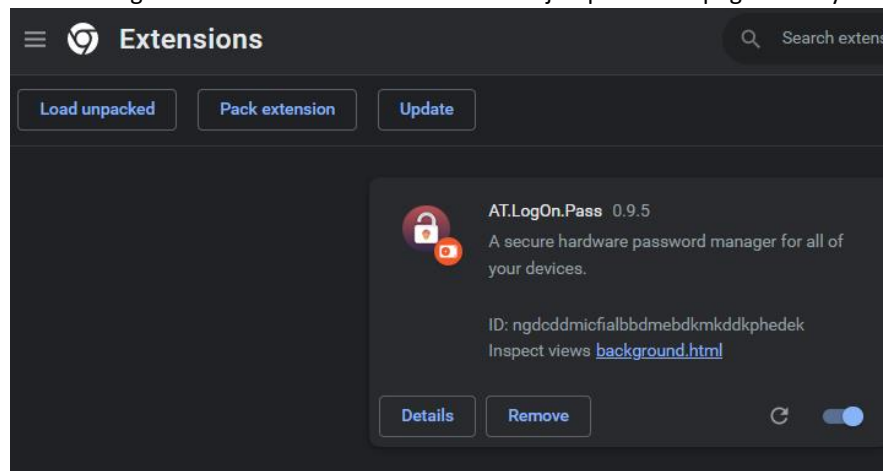 Extensions
Search extens
Load unpacked
Pack extension
Update
AT.LogOn.Pass 0.9.5
A secure hardware password manager for all of
your devices.
ID: ngdcddmicfialbbdmebdkmkddkphedek
Inspect views background.html
Details
Remove